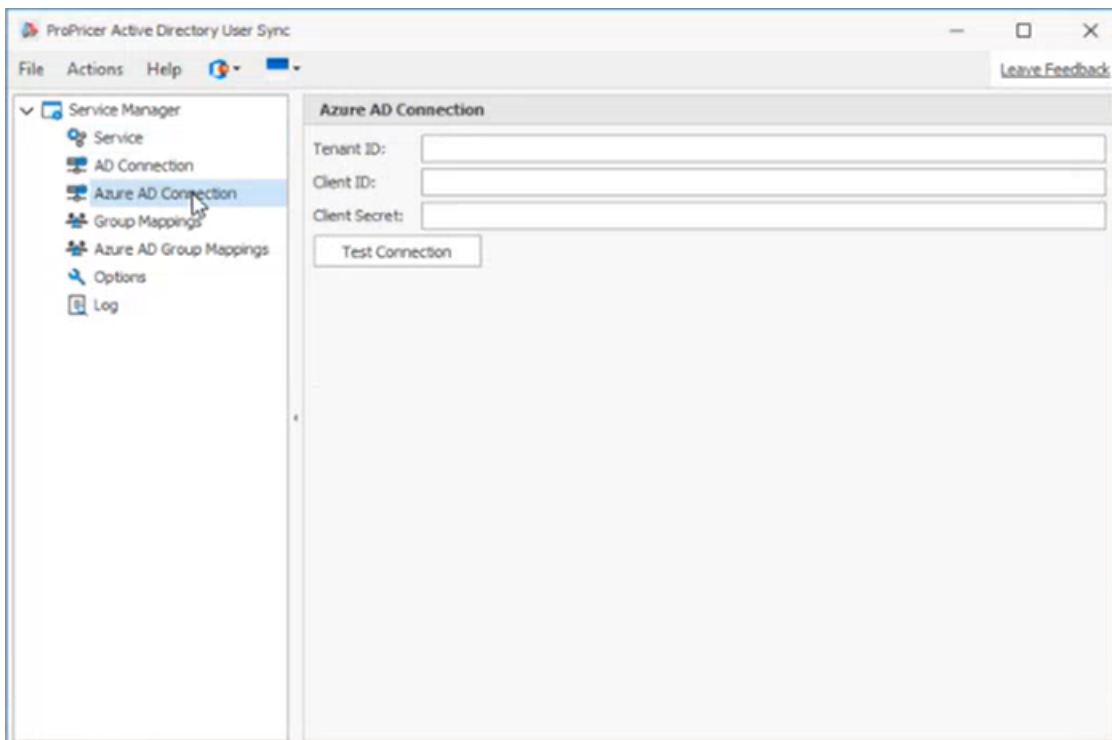 ProPricer Active Directory User Sync
File Actions Help
Leave Feedback
Service Manager
Service
AD Connection
Azure AD Connection
Group Mappings
Azure AD Group Mappings
Options
Log
Azure AD Connection
Tenant ID:
Client ID:
Client Secret:
Test Connection